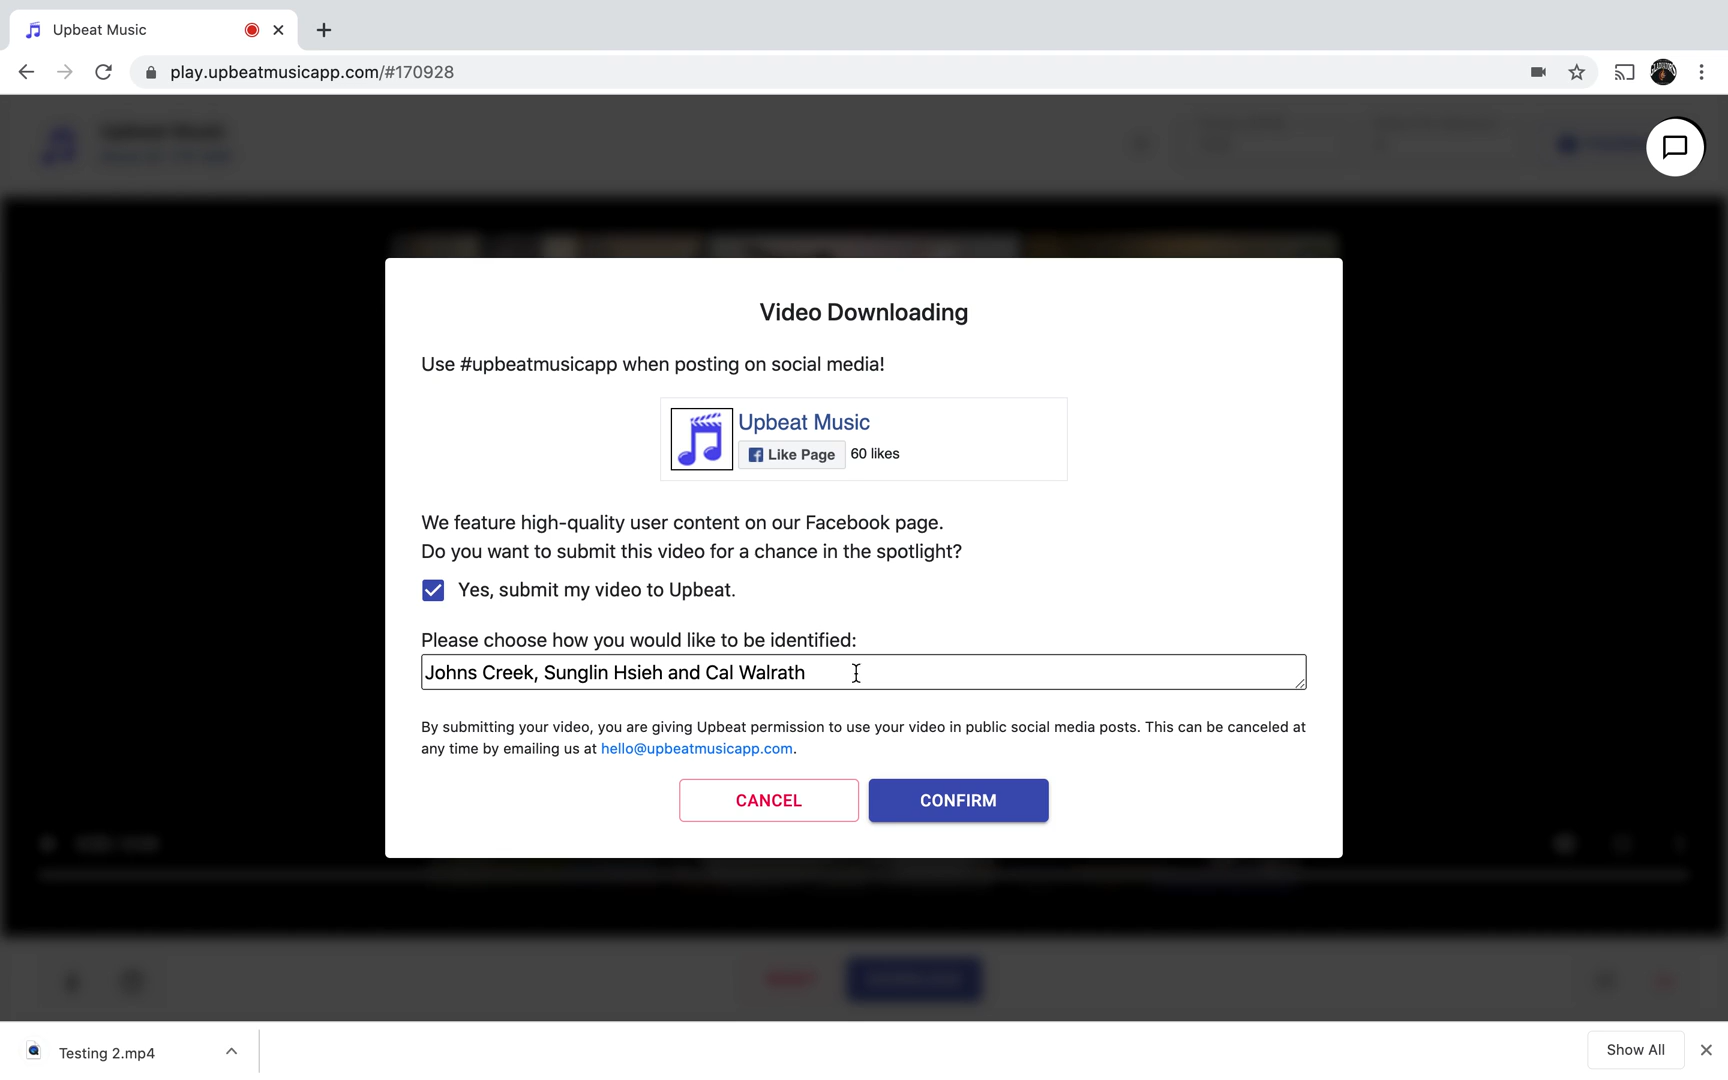 Upbeat Music
play.upbeatmusicapp.com/#170928
Video Downloading
Use #upbeatmusicapp when posting on social media!
Upbeat Music
Like Page 60 likes
We feature high-quality user content on our Facebook page.
Do you want to submit this video for a chance in the spotlight?
Yes, submit my video to Upbeat.
Please choose how you would like to be identified:
Johns Creek, Sunglin Hsieh and Cal Walrath
By submitting your video, you are giving Upbeat permission to use your video in public social media posts. This can be canceled at
any time by emailing us at hello@upbeatmusicapp.com.
CANCEL CONFIRM
Testing 2.mp4
Show All